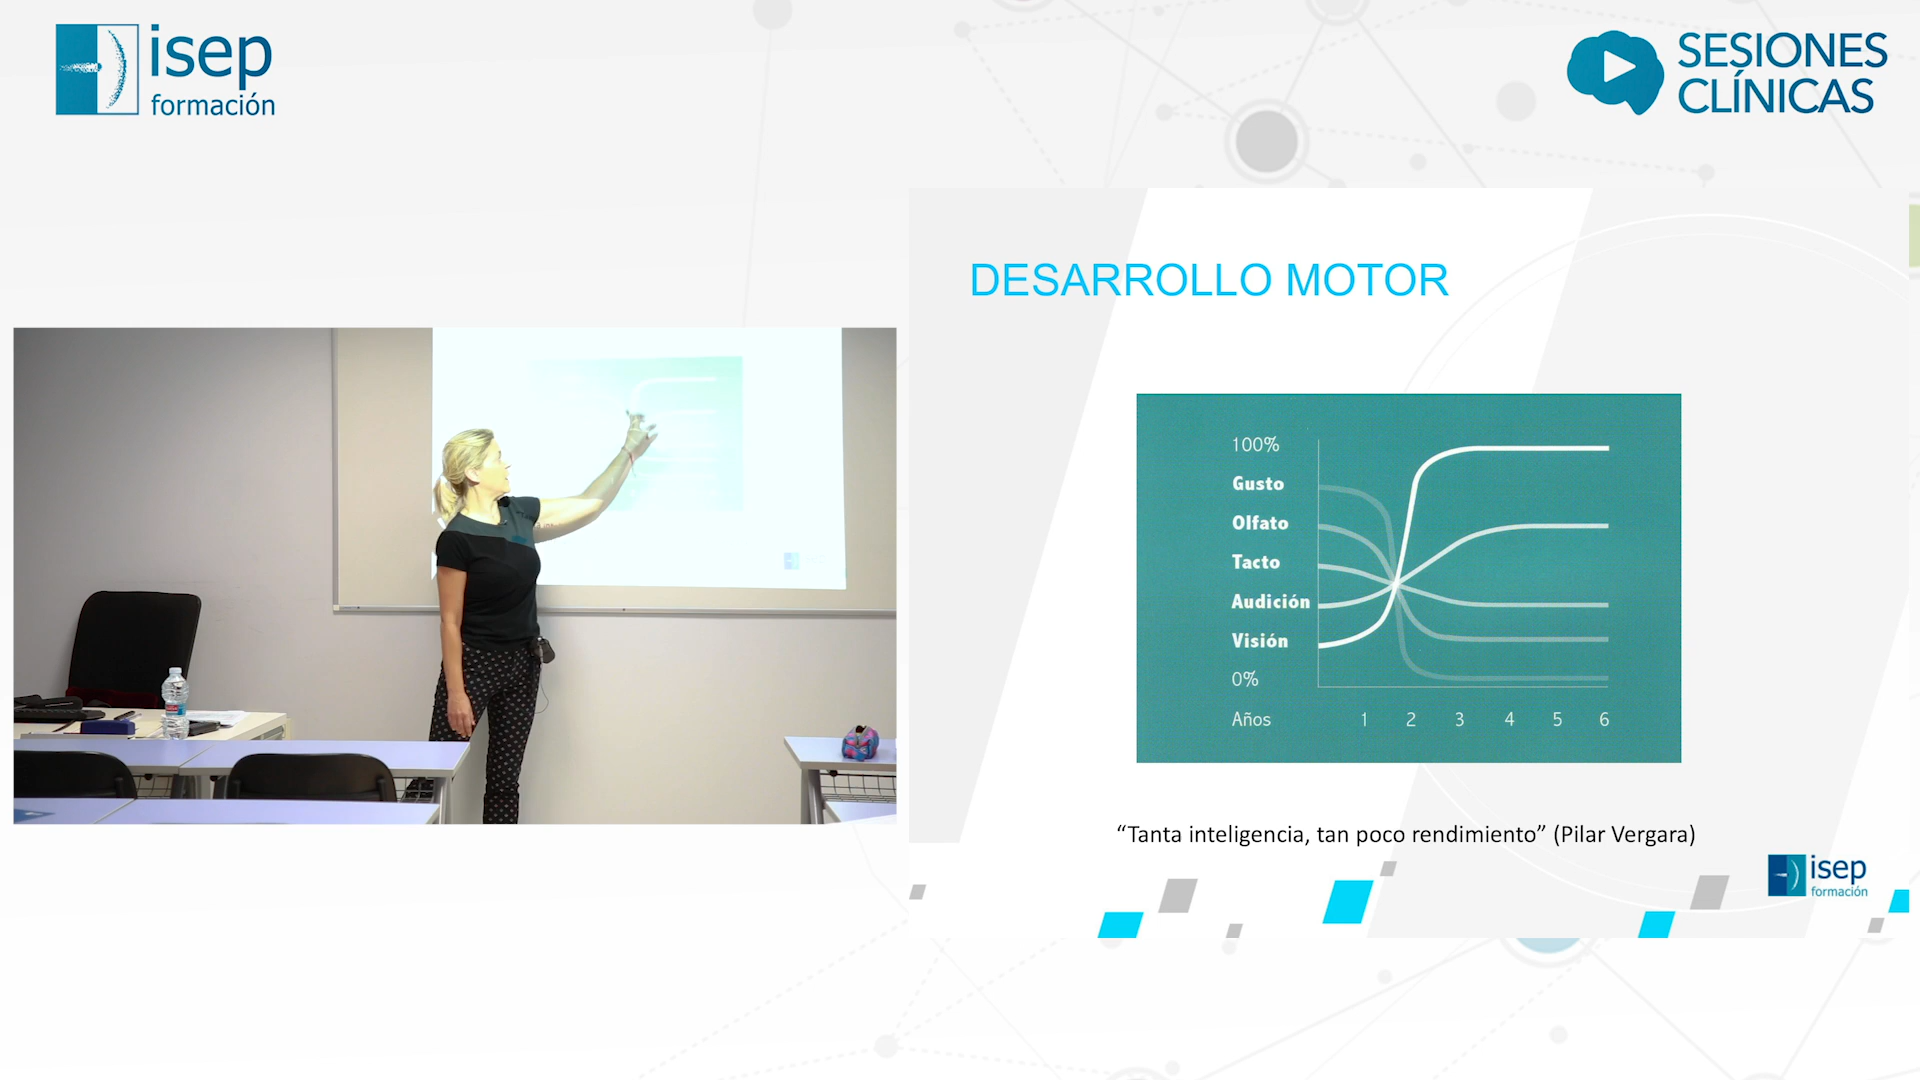 isep
formación
SESIONES
CLÍNICAS
DESARROLLO MOTOR
100%
Gusto
Olfato
Tacto
Audición
Visión
0%
Años 1 2 3 4 5 6
“Tanta inteligencia, tan poco rendimiento” (Pilar Vergara)
isep
formación